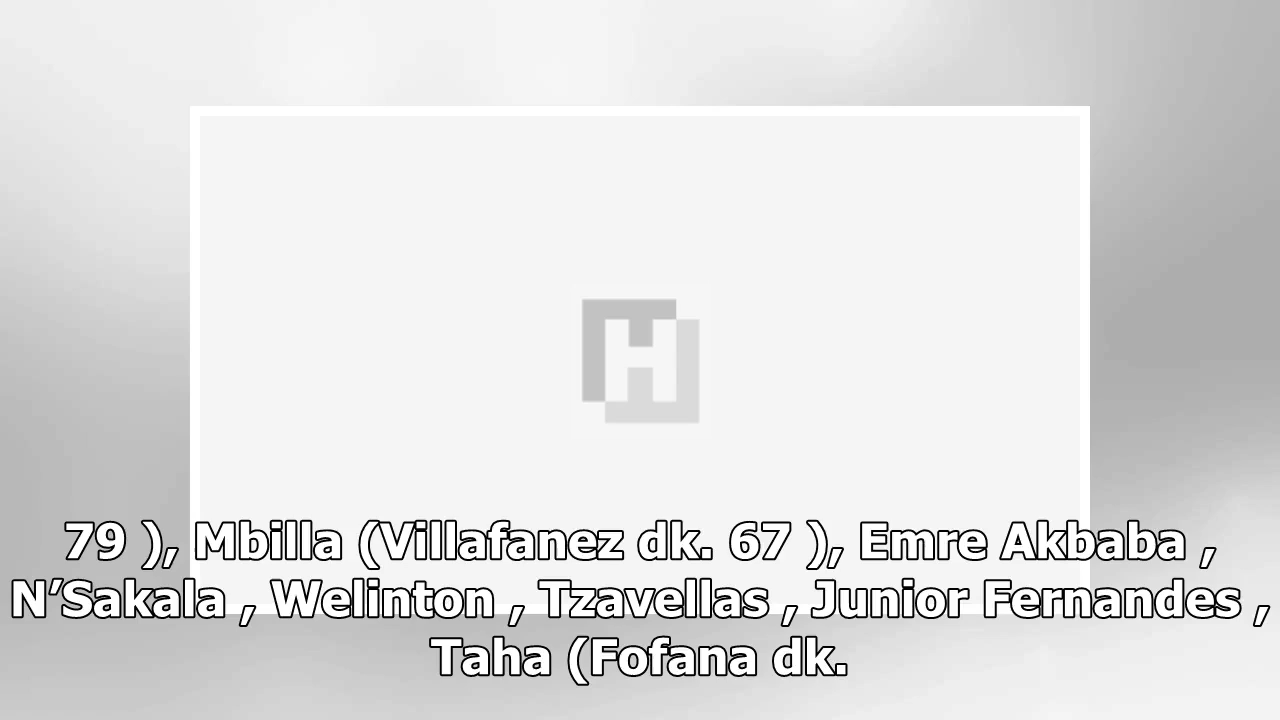 H
79 ), Mbilla (Villafanez dk. 67 ), Emre Akbaba ,
N’Sakala , Welinton , Tzavellas , Junior Fernandes ,
Taha (Fofana dk.